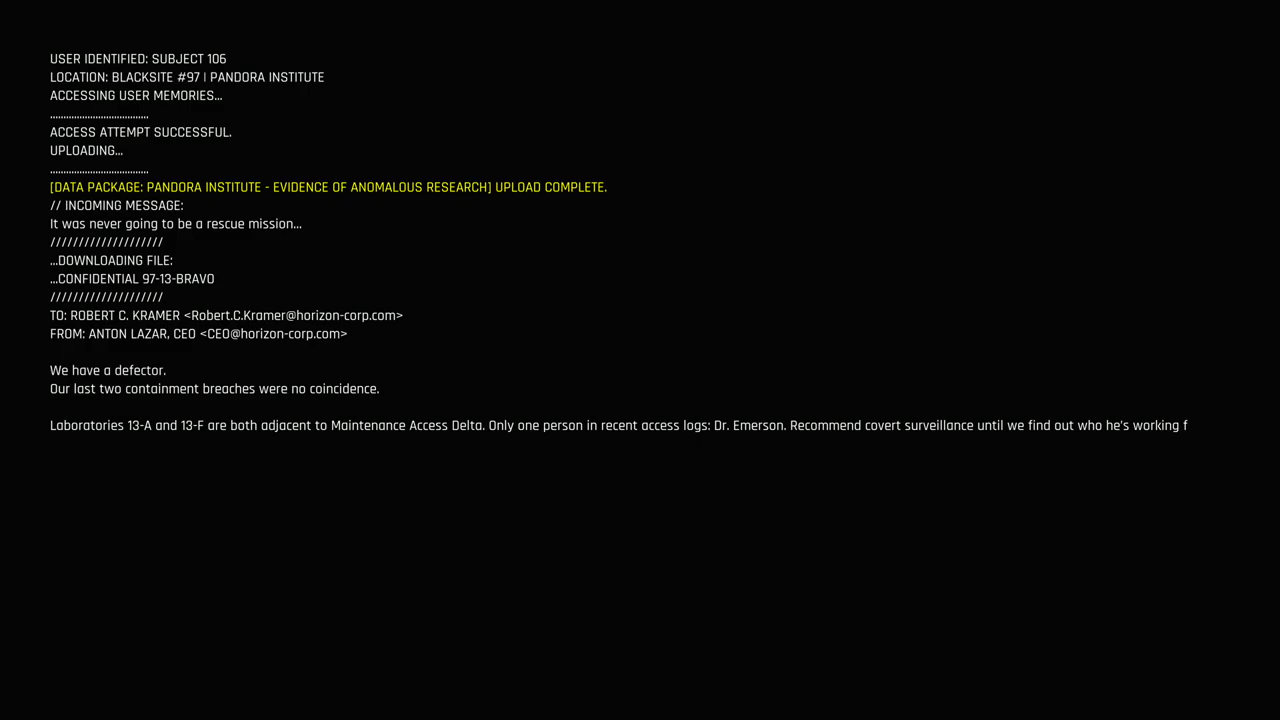 USER IDENTIFIED: SUBJECT 106
LOCATION: BLACKSITE #97 | PANDORA INSTITUTE
ACCESSING USER MEMORIES...
.....................................
ACCESS ATTEMPT SUCCESSFUL.
UPLOADING...
.....................................
[DATA PACKAGE: PANDORA INSTITUTE - EVIDENCE OF ANOMALOUS RESEARCH] UPLOAD COMPLETE.
// INCOMING MESSAGE:
It was never going to be a rescue mission...
////////////////////
...DOWNLOADING FILE:
...CONFIDENTIAL 97-13-BRAVO
////////////////////
TO: ROBERT C. KRAMER <Robert.C.Kramer@horizon-corp.com>
FROM: ANTON LAZAR, CEO <CEO@horizon-corp.com>
We have a defector.
Our last two containment breaches were no coincidence.
Laboratories 13-A and 13-F are both adjacent to Maintenance Access Delta. Only one person in recent access logs: Dr. Emerson. Recommend covert surveillance until we find out who he's working f